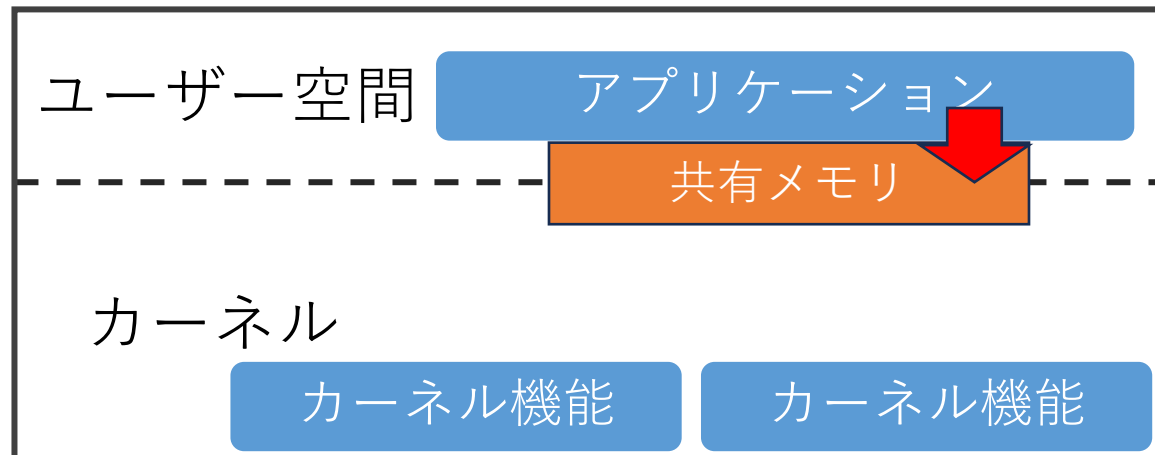 ユーザー空間
アプリケーション
共有メモリ
カーネル
カーネル機能
カーネル機能